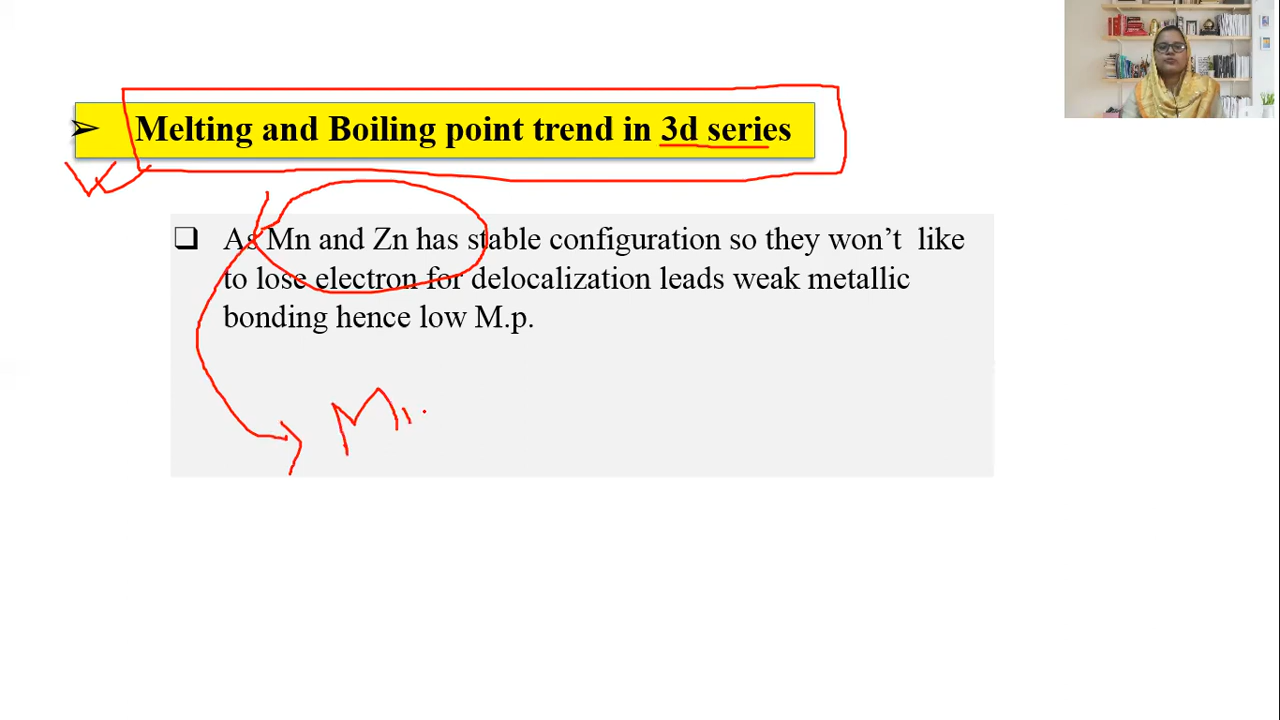 ➢ Melting and Boiling point trend in 3d series
❑ As Mn and Zn has stable configuration so they won’t like
to lose electron for delocalization leads weak metallic
bonding hence low M.p.